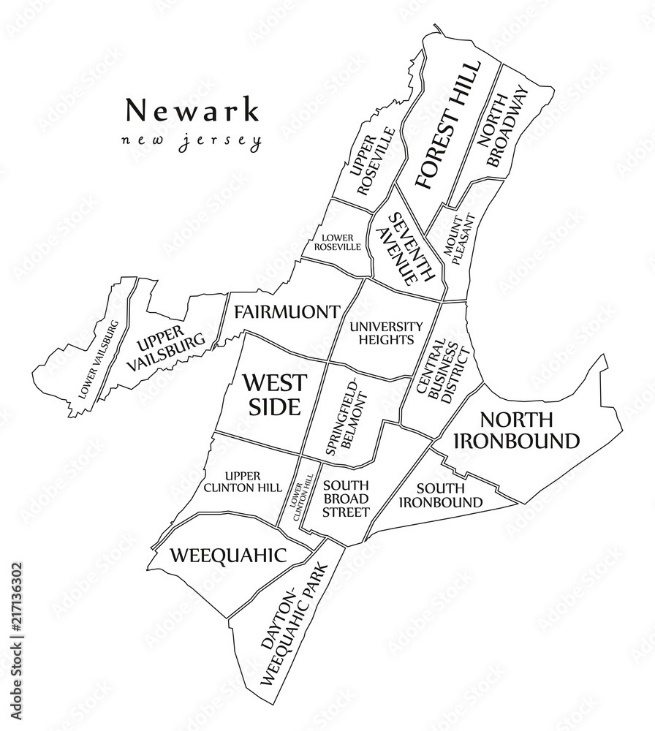 Newark
new jersey
FOREST HILL
NORTH
BROADWAY
UPPER
ROSEVILLE
MOUNT
PLEASANT
SEVENTH
AVENUE
LOWER
ROSEVILLE
FAIRMUONT
UNIVERSITY
HEIGHTS
LOWER VAILSBURG
UPPER
VAILSBURG
CENTRAL
BUSINESS
DISTRICT
WEST
SIDE
SPRINGFIELD-
BELMONT
NORTH
IRONBOUND
UPPER
CLINTON HILL
LOWER
CLINTON HILL
SOUTH
BROAD
STREET
SOUTH
IRONBOUND
WEEQUAHIC
DAYTON-
WEEQUAHIC PARK
Adobe Stock | #217136302
Adobe Stock